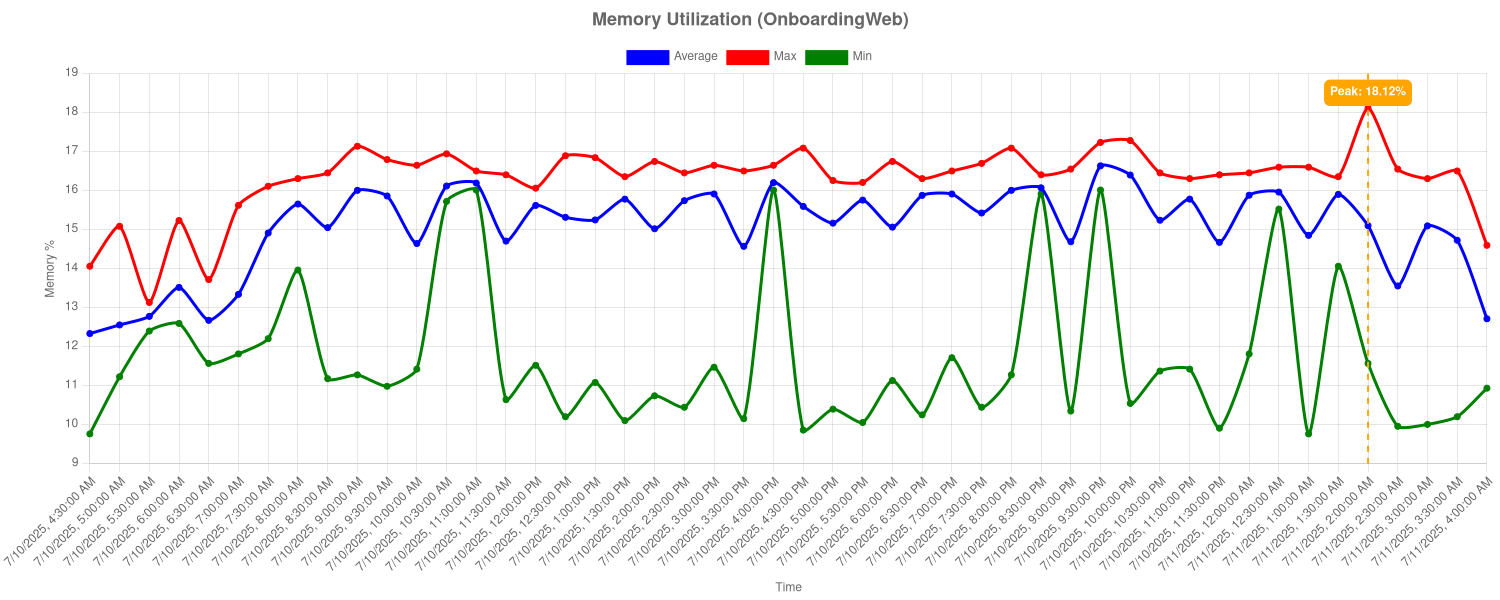 Memory Utilization (OnboardingWeb)
Average Max Min
19
Peak: 18.12%
18
17
16
15
14
13
12
11
10
9
Memory %
7/10/2025, 4:30:00 AM
7/10/2025, 5:00:00 AM
7/10/2025, 5:30:00 AM
7/10/2025, 6:00:00 AM
7/10/2025, 6:30:00 AM
7/10/2025, 7:00:00 AM
7/10/2025, 7:30:00 AM
7/10/2025, 8:00:00 AM
7/10/2025, 8:30:00 AM
7/10/2025, 9:00:00 AM
7/10/2025, 9:30:00 AM
7/10/2025, 10:00:00 AM
7/10/2025, 10:30:00 AM
7/10/2025, 11:00:00 AM
7/10/2025, 11:30:00 AM
7/10/2025, 12:00:00 PM
7/10/2025, 12:30:00 PM
7/10/2025, 1:00:00 PM
7/10/2025, 1:30:00 PM
7/10/2025, 2:00:00 PM
7/10/2025, 2:30:00 PM
7/10/2025, 3:00:00 PM
7/10/2025, 3:30:00 PM
7/10/2025, 4:00:00 PM
7/10/2025, 4:30:00 PM
7/10/2025, 5:00:00 PM
7/10/2025, 5:30:00 PM
7/10/2025, 6:00:00 PM
7/10/2025, 6:30:00 PM
7/10/2025, 7:00:00 PM
7/10/2025, 7:30:00 PM
7/10/2025, 8:00:00 PM
7/10/2025, 8:30:00 PM
7/10/2025, 9:00:00 PM
7/10/2025, 9:30:00 PM
7/10/2025, 10:00:00 PM
7/10/2025, 10:30:00 PM
7/10/2025, 11:00:00 PM
7/10/2025, 11:30:00 PM
7/11/2025, 12:00:00 AM
7/11/2025, 12:30:00 AM
7/11/2025, 1:00:00 AM
7/11/2025, 1:30:00 AM
7/11/2025, 2:00:00 AM
7/11/2025, 2:30:00 AM
7/11/2025, 3:00:00 AM
7/11/2025, 3:30:00 AM
7/11/2025, 4:00:00 AM
Time